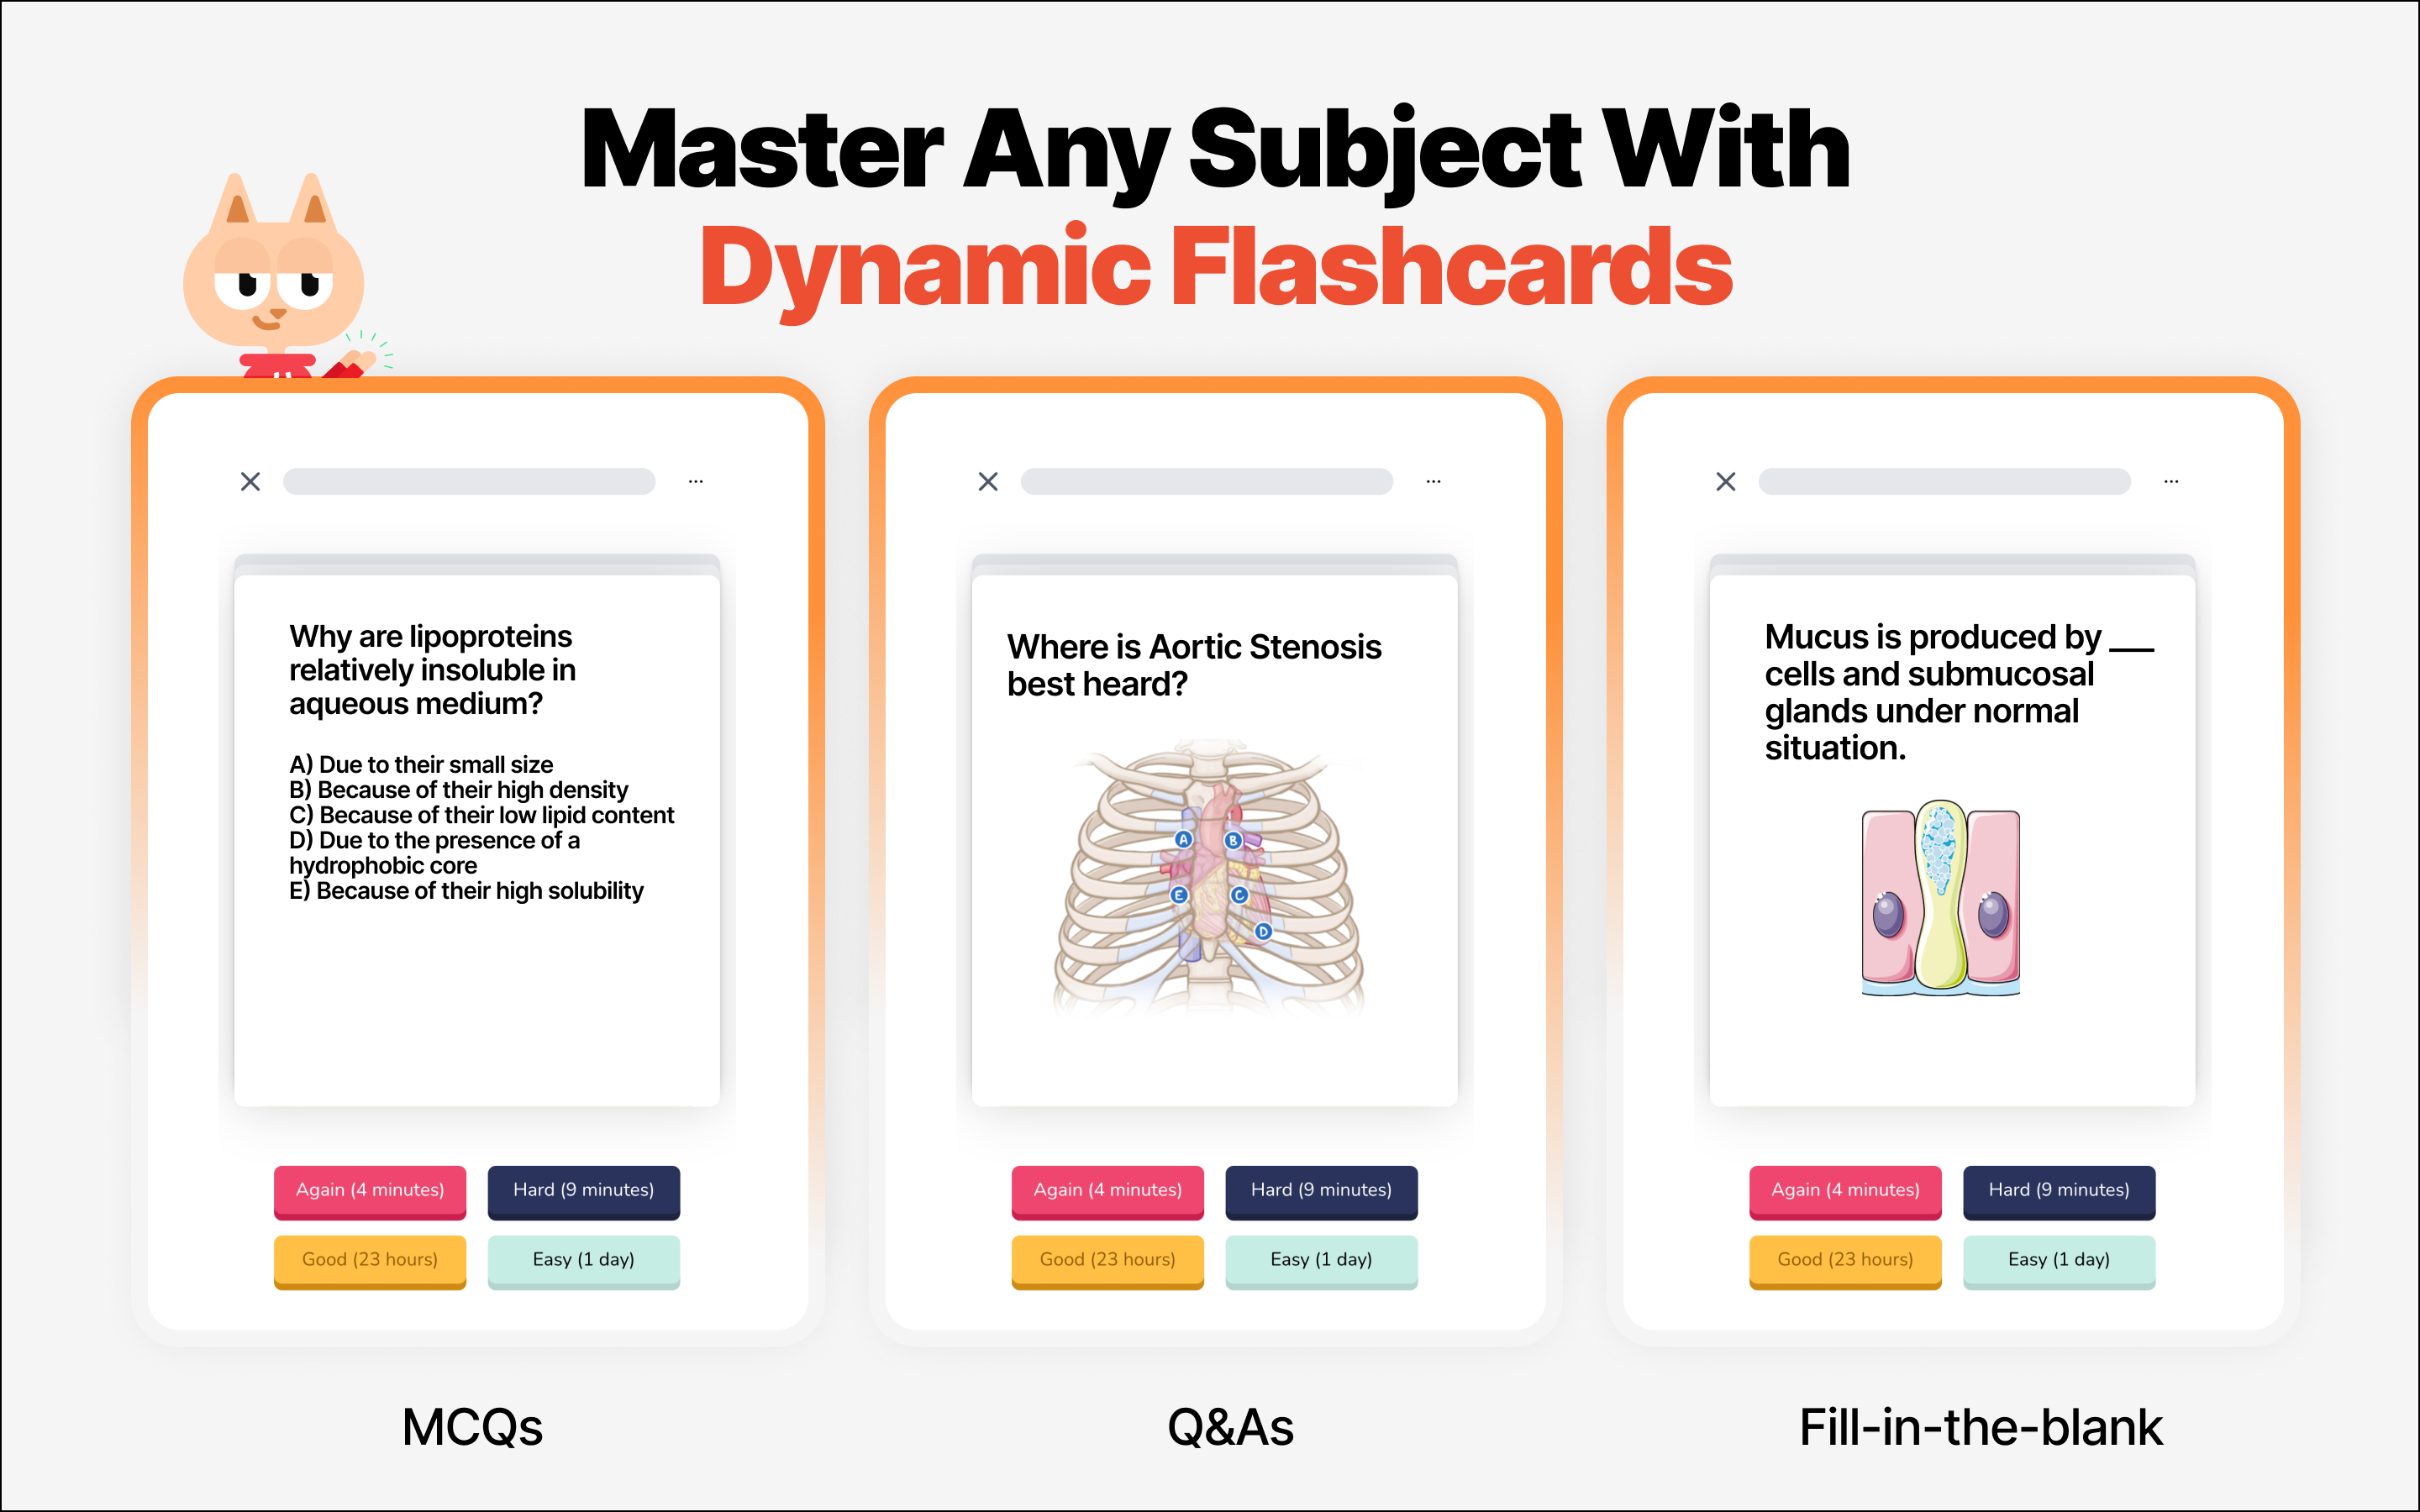 Master Any Subject With
Dynamic Flashcards
...
Why are lipoproteins
relatively insoluble in
aqueous medium?
A) Due to their small size
B) Because of their high density
C) Because of their low lipid content
D) Due to the presence of a
hydrophobic core
E) Because of their high solubility
Again (4 minutes)
Hard (9 minutes)
Good (23 hours)
Easy (1 day)
MCQs
...
Where is Aortic Stenosis
best heard?
A
B
E
C
D
Again (4 minutes)
Hard (9 minutes)
Good (23 hours)
Easy (1 day)
Q&As
...
Mucus is produced by ___
cells and submucosal
glands under normal
situation.
Again (4 minutes)
Hard (9 minutes)
Good (23 hours)
Easy (1 day)
Fill-in-the-blank